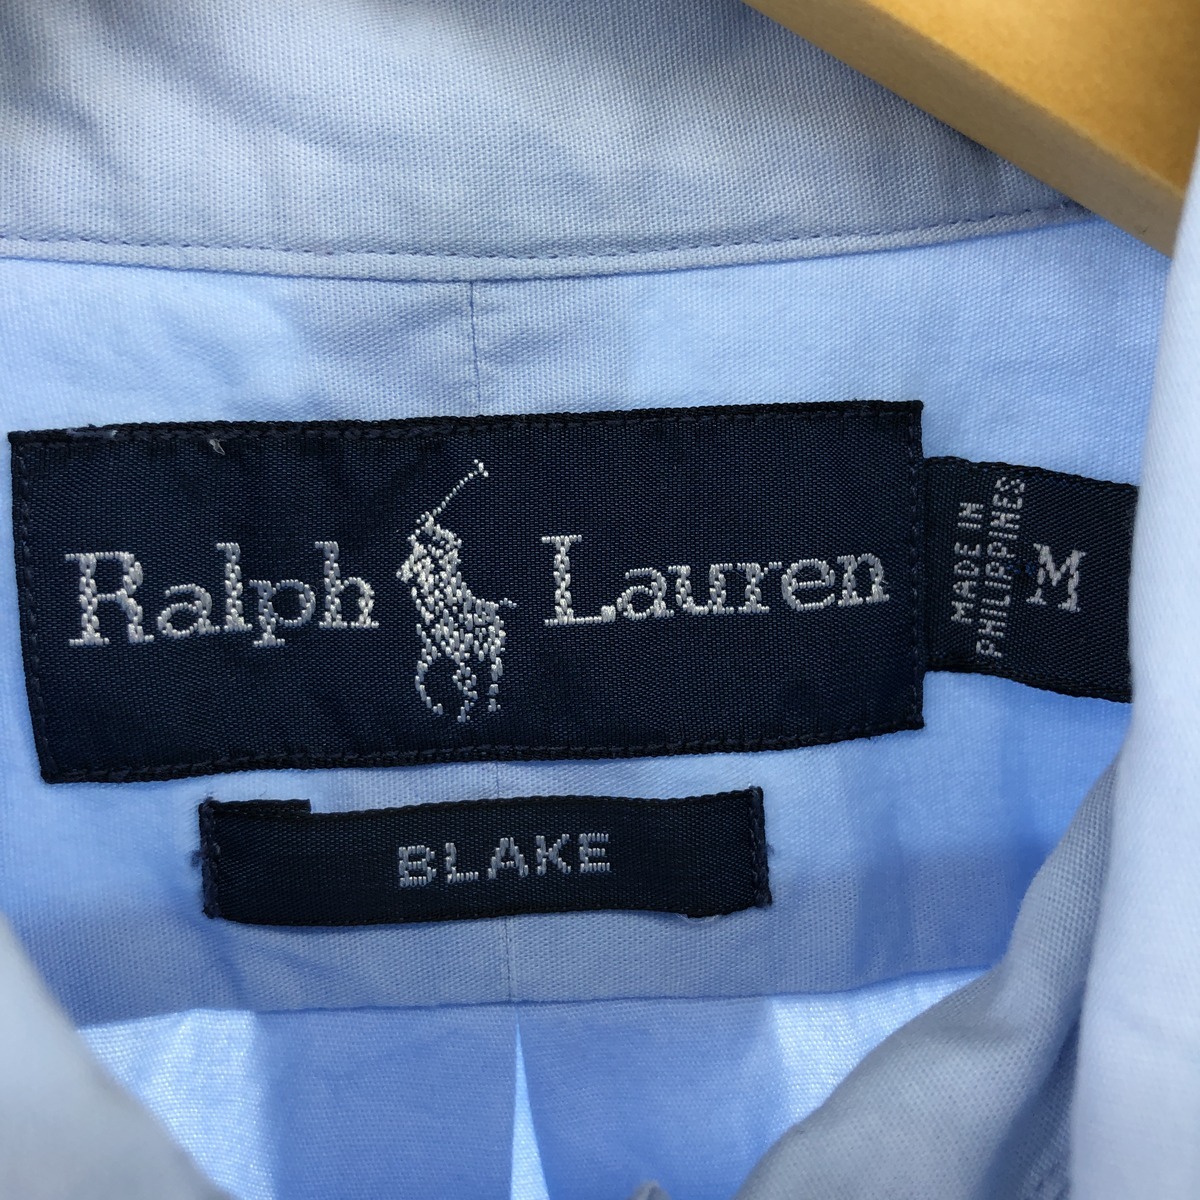 Ralph Lauren
MADE IN
PHILIPPINES
M
BLAKE